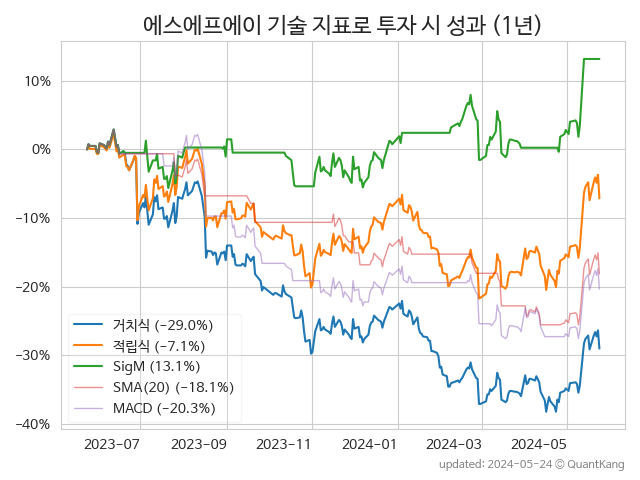 에스에프에이 기술 지표로 투자 시 성과 (1년)
10%
0%
−10%
−20%
−30%
−40%
거치식 (−29.0%)
적립식 (−7.1%)
SigM (13.1%)
SMA(20) (−18.1%)
MACD (−20.3%)
2023-07 2023-09 2023-11 2024-01 2024-03 2024-05
updated: 2024-05-24 © QuantKang